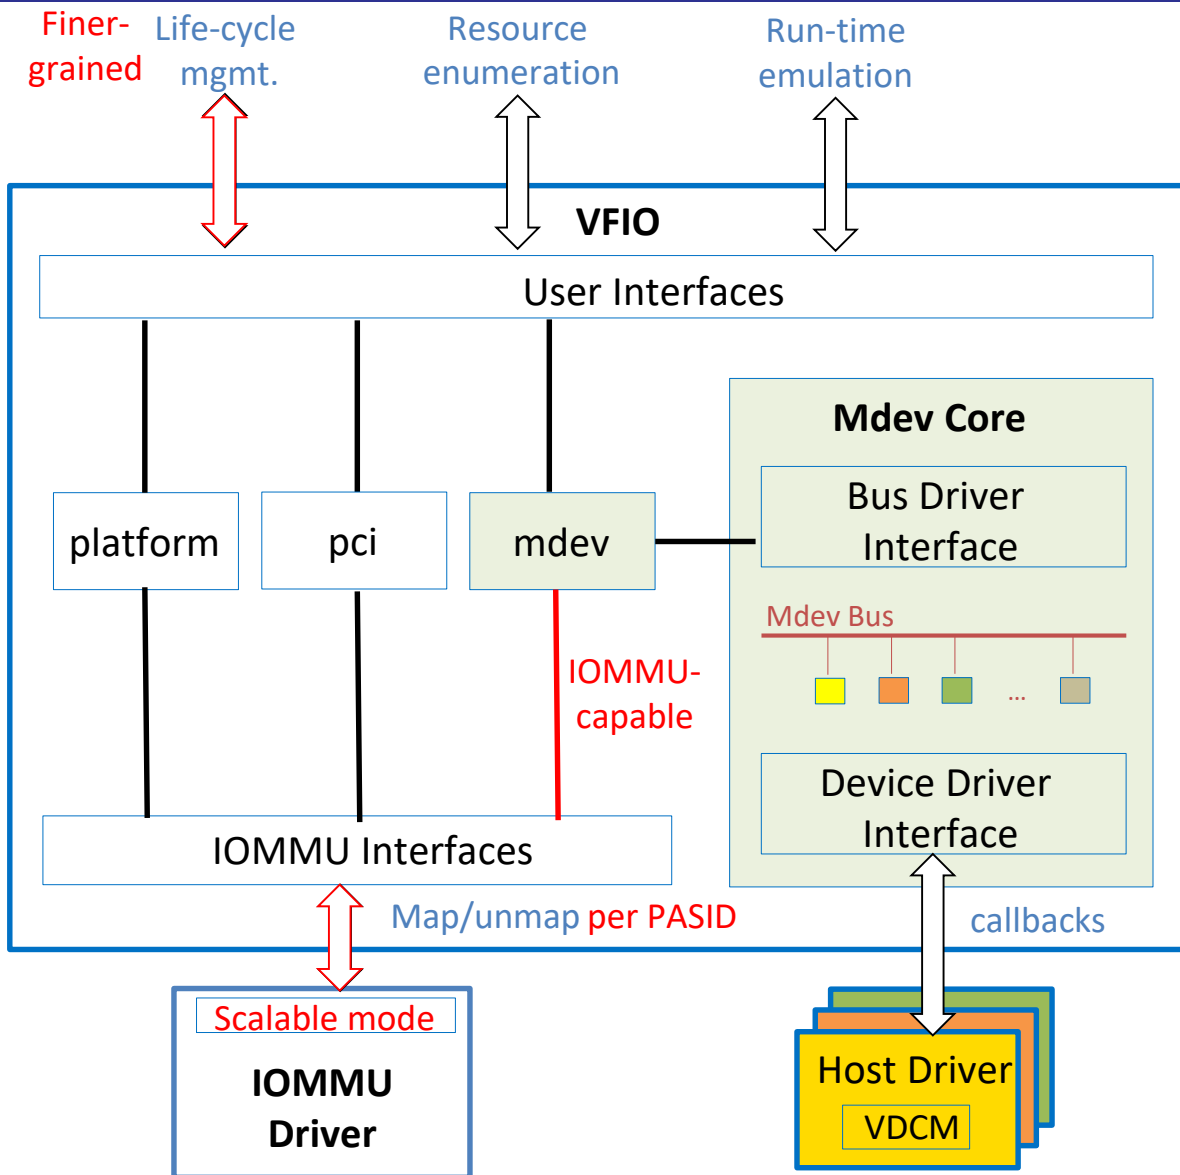 Finer-
grained
Life-cycle
mgmt.
Resource
enumeration
Run-time
emulation
VFIO
User Interfaces
Mdev Core
Bus Driver
Interface
platform
pci
mdev
Mdev Bus
...
IOMMU-
capable
Device Driver
Interface
IOMMU Interfaces
Map/unmap per PASID
callbacks
Scalable mode
IOMMU
Driver
Host Driver
VDCM